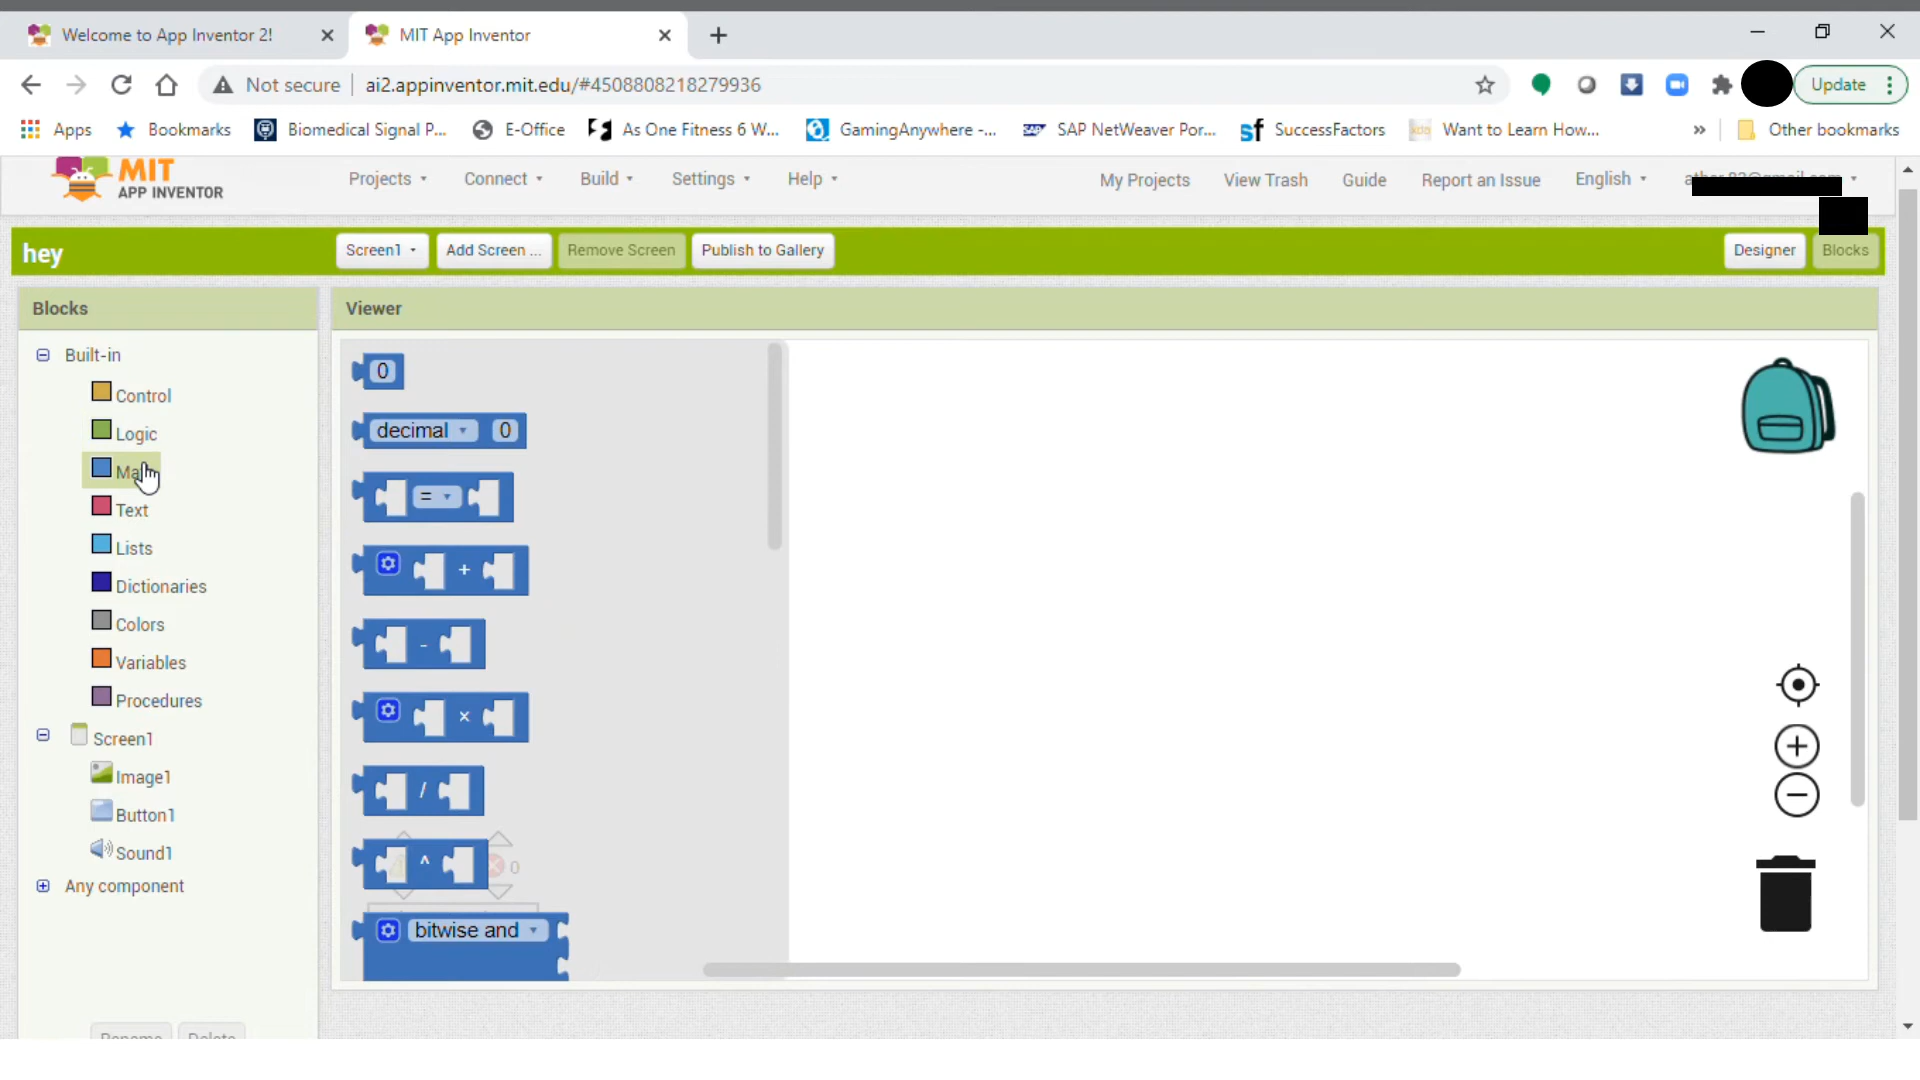 Welcome to App Inventor 2!
MIT App Inventor
Not secure
ai2.appinventor.mit.edu/#4508808218279936
Update
Apps
Bookmarks
Biomedical Signal P...
E-Office
As One Fitness 6 W...
GamingAnywhere -...
SAP NetWeaver Por...
SuccessFactors
Want to Learn How...
»
Other bookmarks
MIT
APP INVENTOR
Projects
Connect
Build
Settings
Help
My Projects
View Trash
Guide
Report an Issue
English
hey
Screen1
Add Screen ...
Remove Screen
Publish to Gallery
Designer
Blocks
Blocks
Viewer
Built-in
Control
Logic
Text
Lists
Dictionaries
Colors
Variables
Procedures
Screen1
Image1
Button1
Sound1
Any component
Rename
Delete
0
decimal 0
=
+
-
×
/
^
0
bitwise and